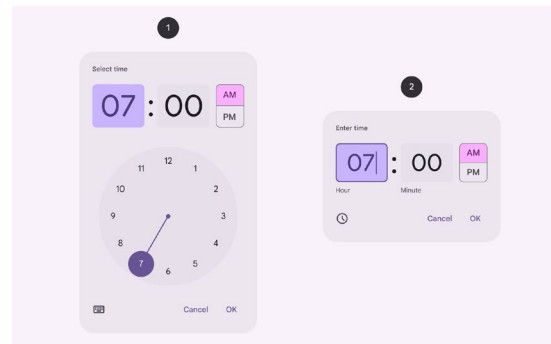 1
Select time
07 : 00
AM
PM
12
11
1
10
2
9
3
8
4
7
5
6
Cancel
OK
2
Enter time
07 : 00
AM
PM
Hour
Minute
Cancel
OK